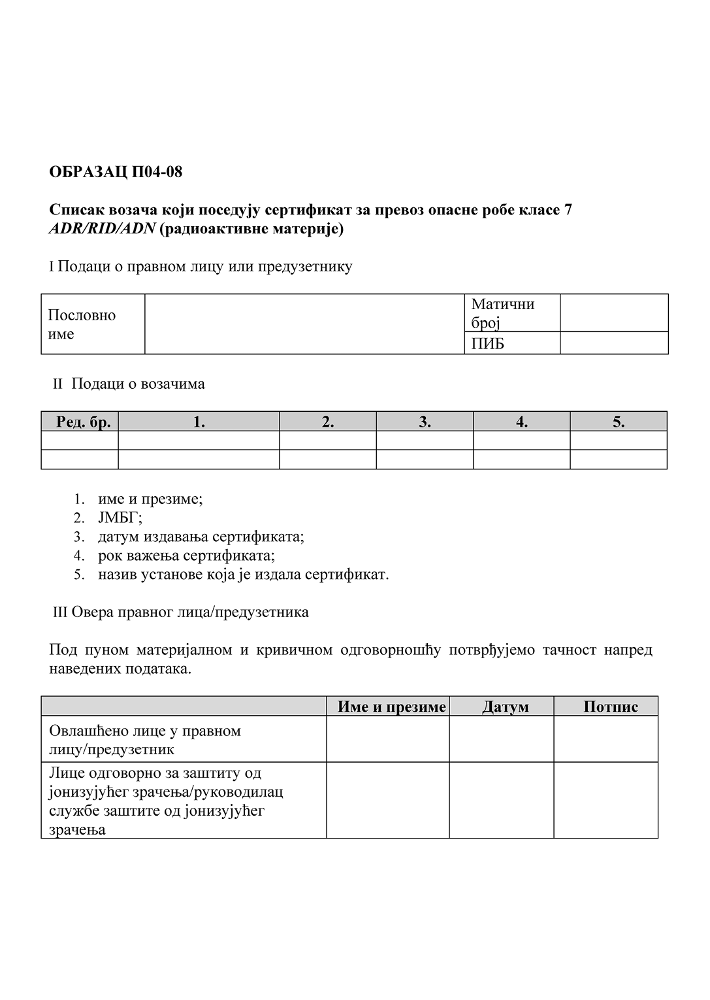 ОБРАЗАЦ П04-08
Списак возача који поседују сертификат за превоз опасне робе класе 7
ADR/RID/ADN (радиоактивне материје)
I Подаци о правном лицу или предузетнику
Пословно
име
Матични
број
ПИБ
II Подаци о возачима
Ред. бр. 1. 2. 3. 4. 5.
1. име и презиме;
2. ЈМБГ;
3. датум издавања сертификата;
4. рок важења сертификата;
5. назив установе која је издала сертификат.
III Овера правног лица/предузетника
Под пуном материјалном и кривичном одговорношћу потврђујемо тачност напред
наведених података.
Име и презиме Датум Потпис
Овлашћено лице у правном
лицу/предузетник
Лице одговорно за заштиту од
јонизујућег зрачења/руководилац
службе заштите од јонизујућег
зрачења